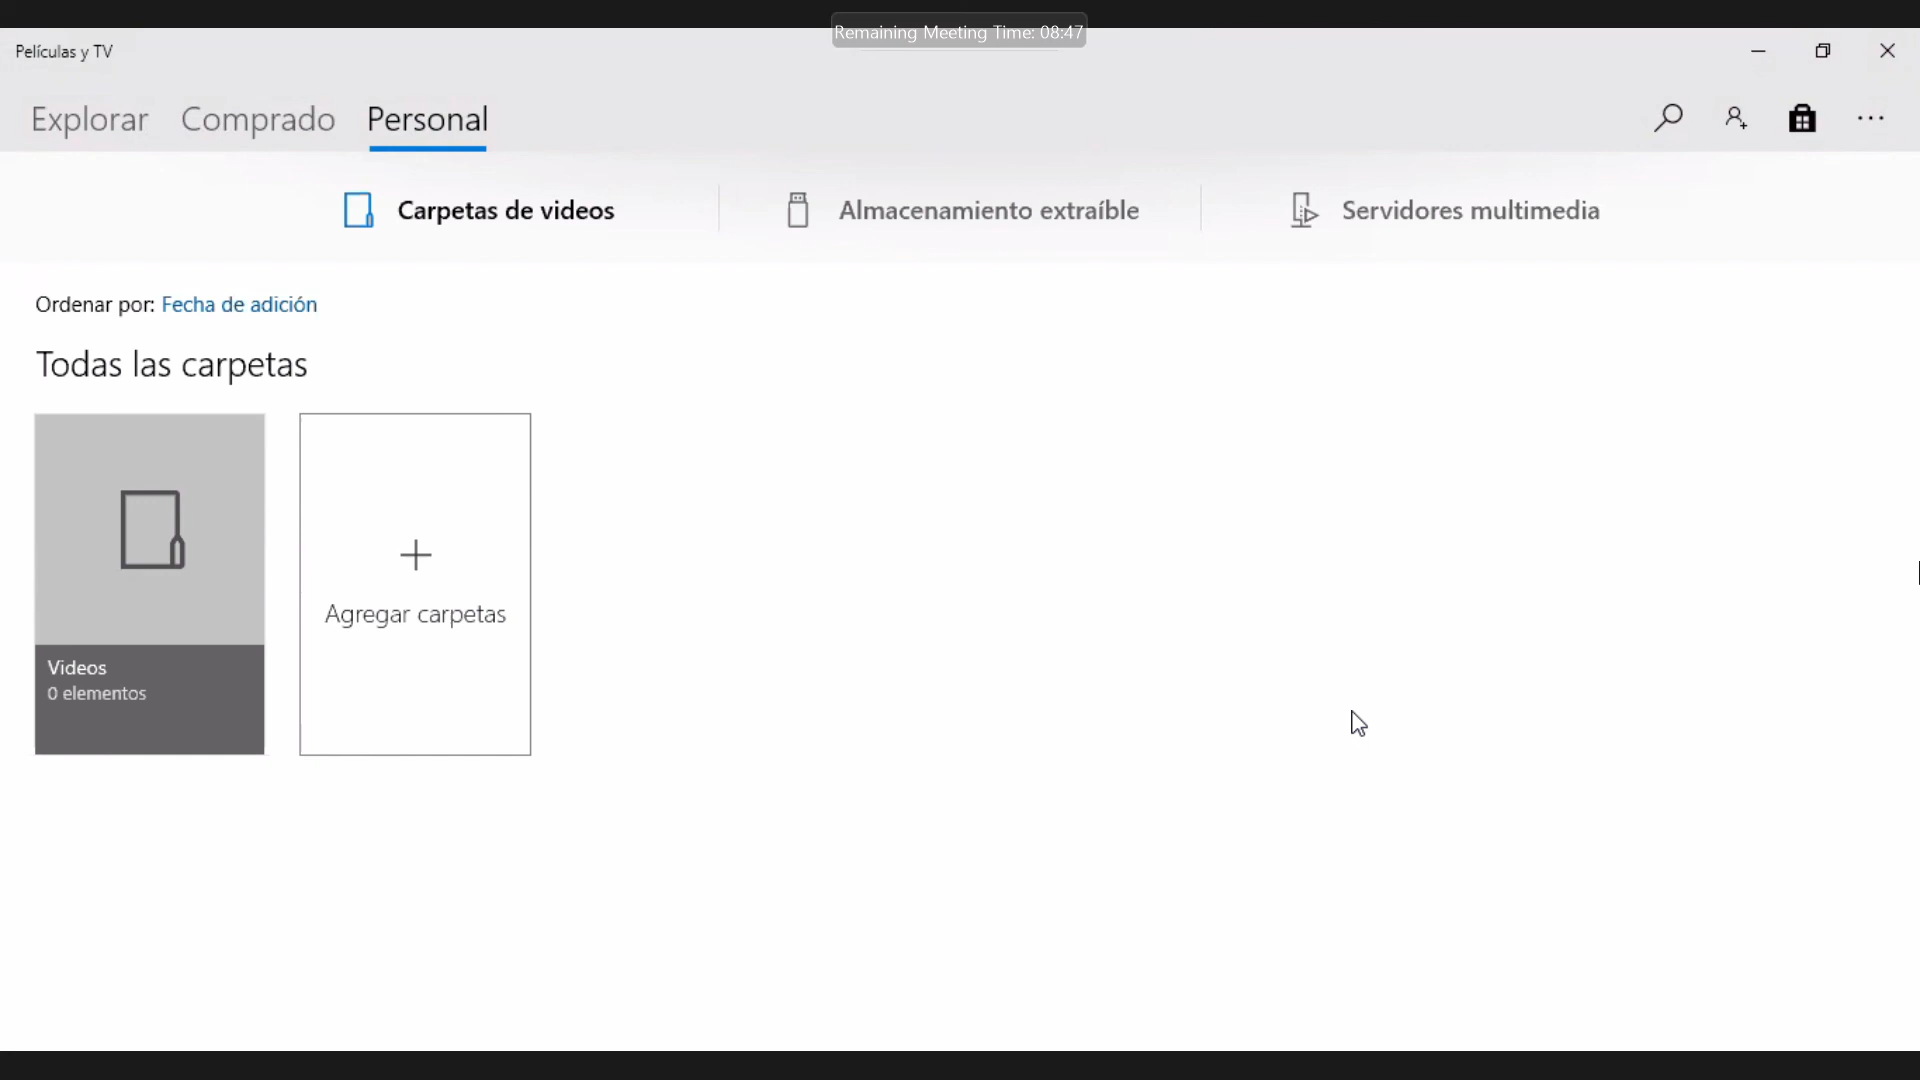 Remaining Meeting Time: 08:47
Películas y TV
Explorar Comprado Personal
Carpetas de videos Almacenamiento extraíble Servidores multimedia
Ordenar por: Fecha de adición
Todas las carpetas
Agregar carpetas
Videos
0 elementos